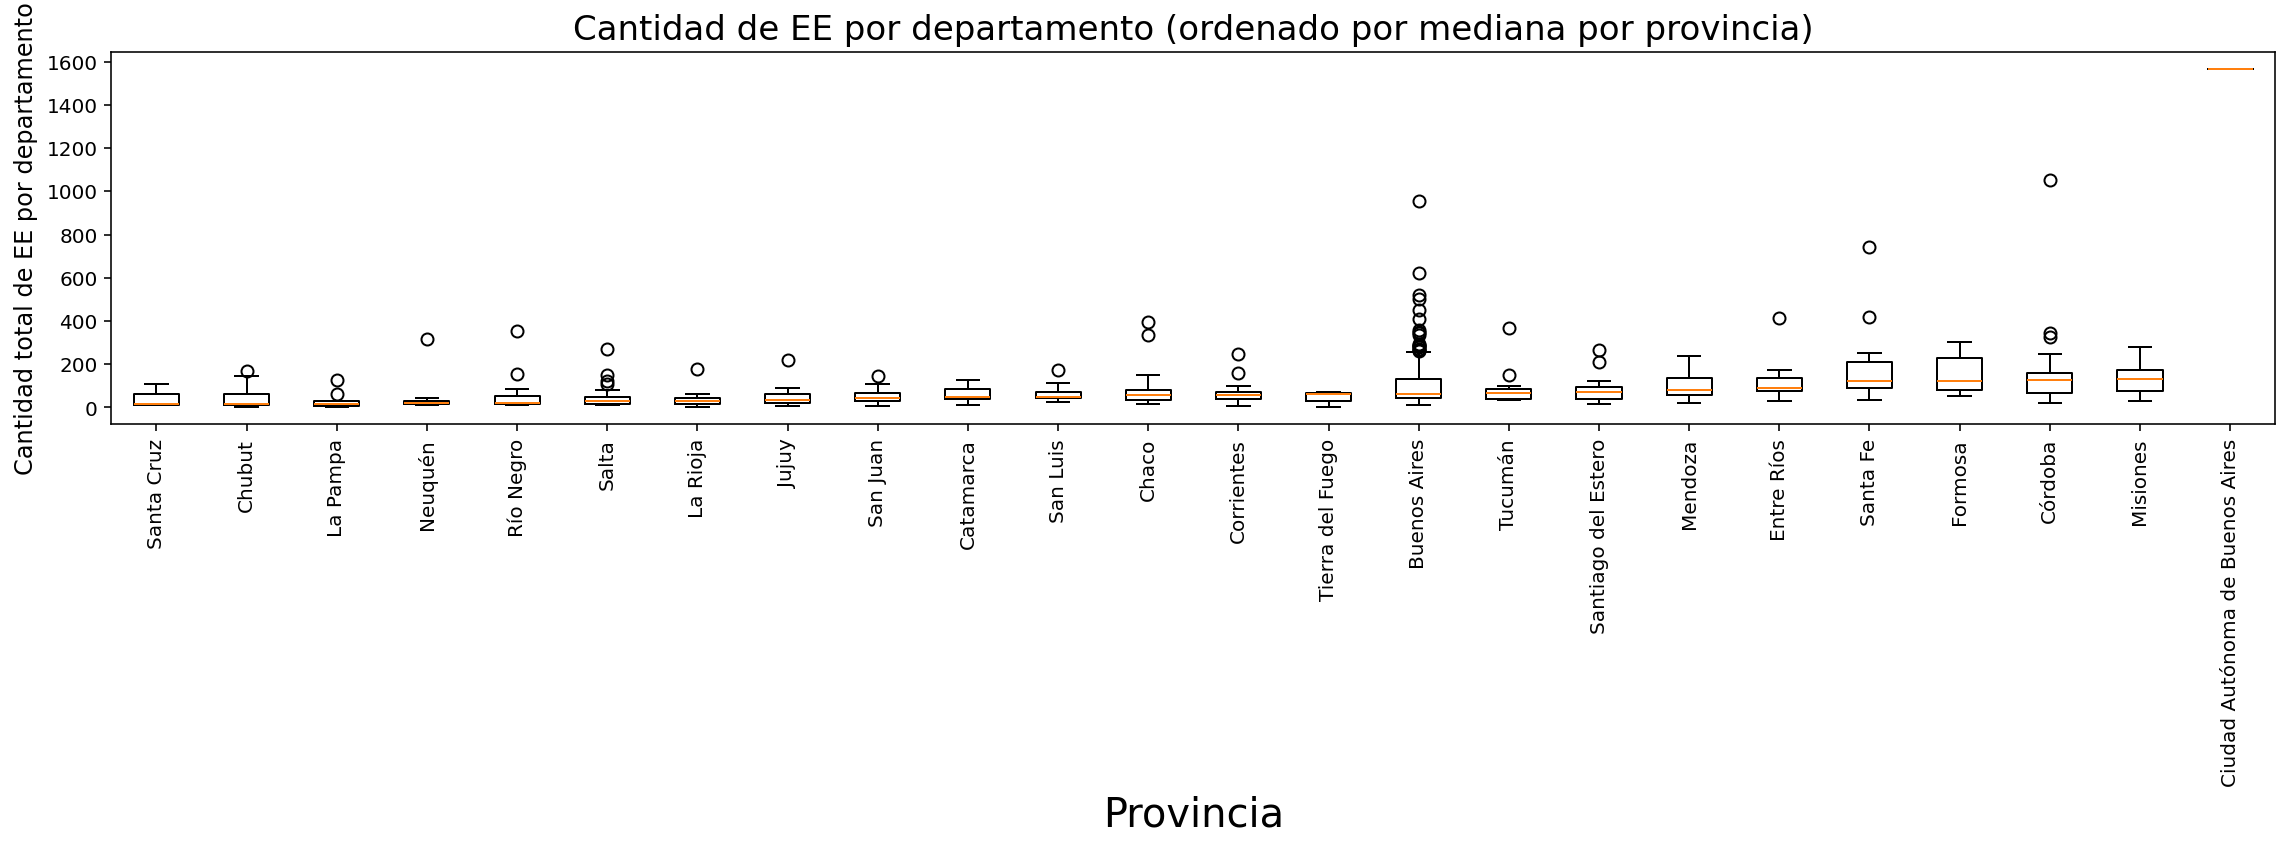 Cantidad de EE por departamento (ordenado por mediana por provincia)
Cantidad total de EE por departamento
1600
1400
1200
1000
800
600
400
200
0
Santa Cruz
Chubut
La Pampa
Neuquén
Río Negro
Salta
La Rioja
Jujuy
San Juan
Catamarca
San Luis
Chaco
Corrientes
Tierra del Fuego
Buenos Aires
Tucumán
Santiago del Estero
Mendoza
Entre Ríos
Santa Fe
Formosa
Córdoba
Misiones
Ciudad Autónoma de Buenos Aires
Provincia